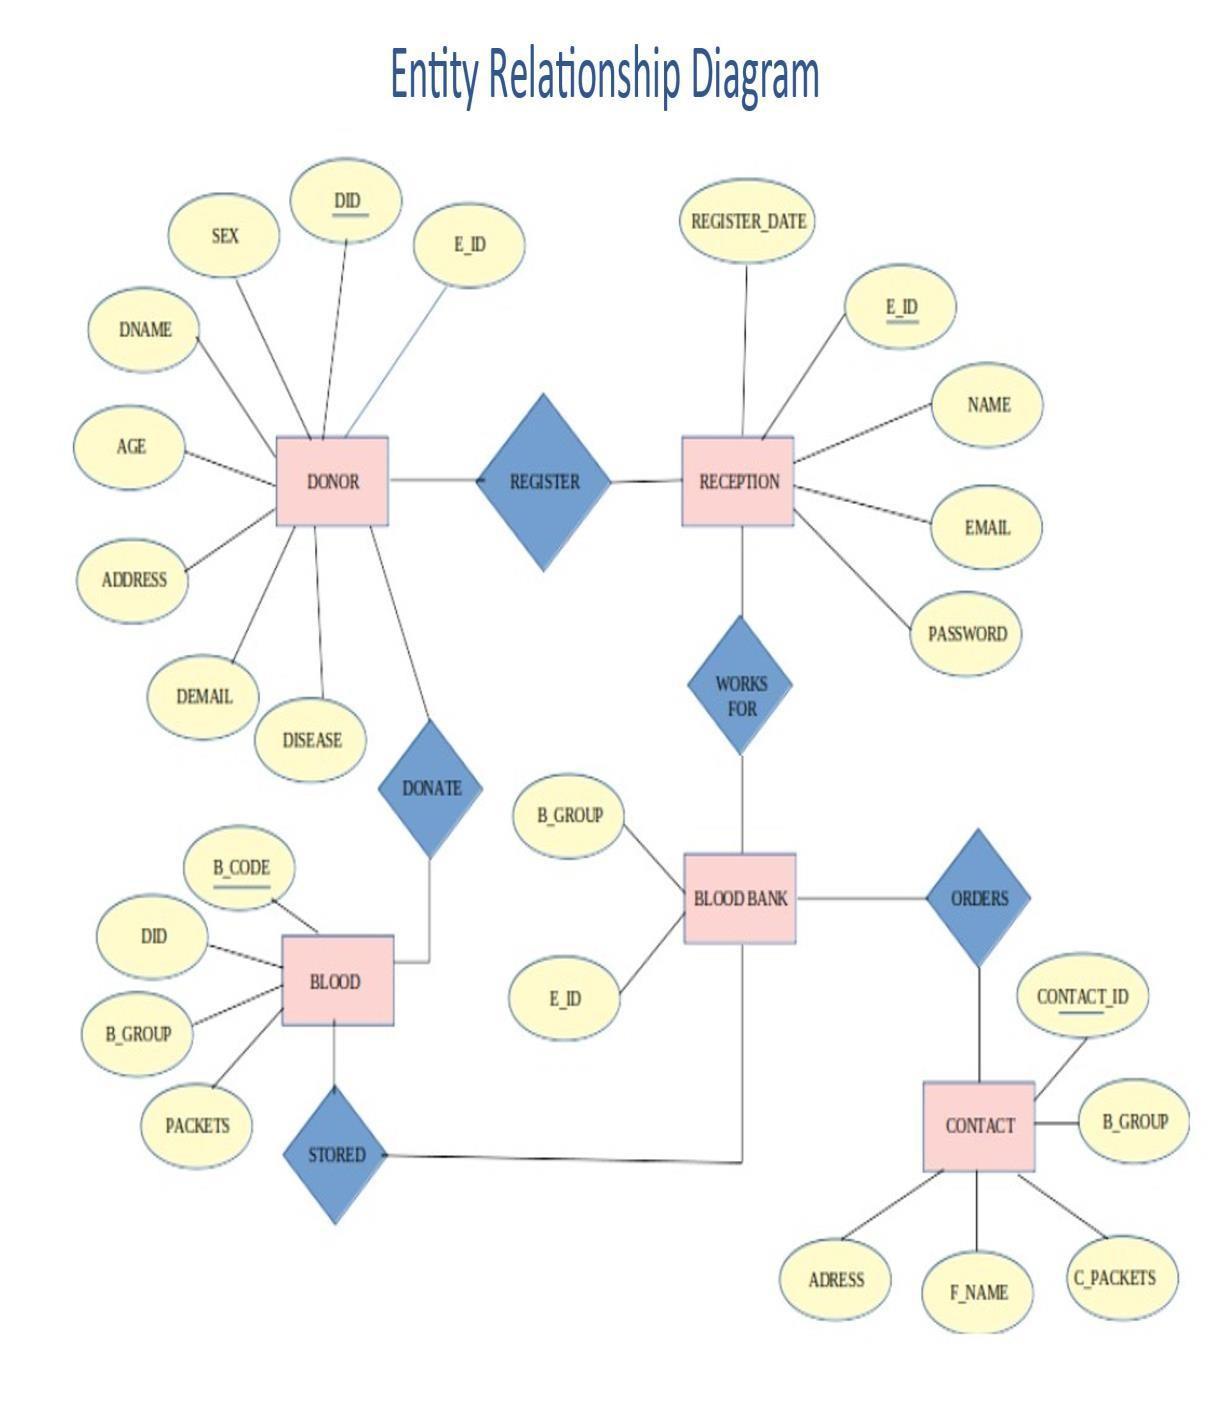 Entity Relationship Diagram
DID
SEX
E_ID
REGISTER_DATE
E_ID
DNAME
NAME
AGE
DONOR
REGISTER
RECEPTION
EMAIL
ADDRESS
PASSWORD
DEMAIL
WORKS
FOR
DISEASE
DONATE
B_GROUP
B_CODE
BLOOD BANK
ORDERS
DID
BLOOD
E_ID
CONTACT_ID
B_GROUP
PACKETS
CONTACT
B_GROUP
STORED
ADRESS
F_NAME
C_PACKETS